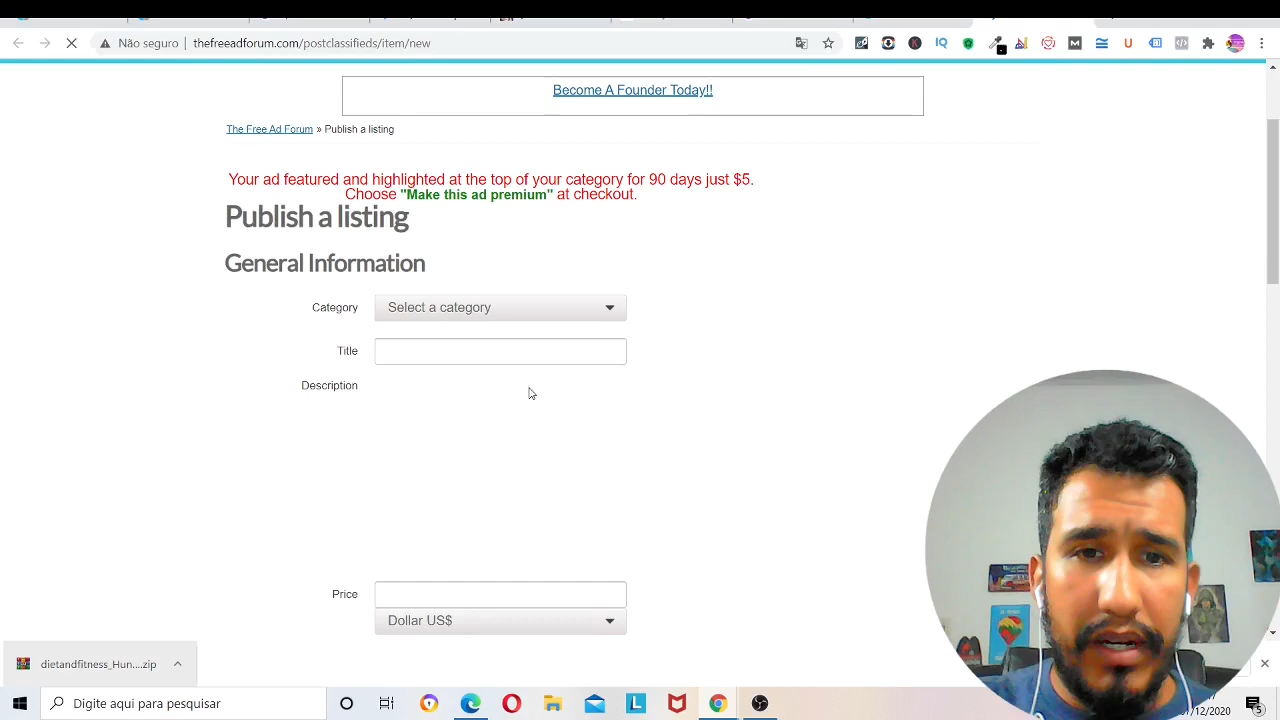 Não seguro
thefreeadforum.com/postclassifieds/item/new
Become A Founder Today!!
The Free Ad Forum » Publish a listing
Your ad featured and highlighted at the top of your category for 90 days just $5.
Choose "Make this ad premium" at checkout.
Publish a listing
General Information
Category
Select a category
Title
Description
Price
Dollar US$
dietandfitness_Hun....zip
Digite aqui para pesquisar
/12/2020